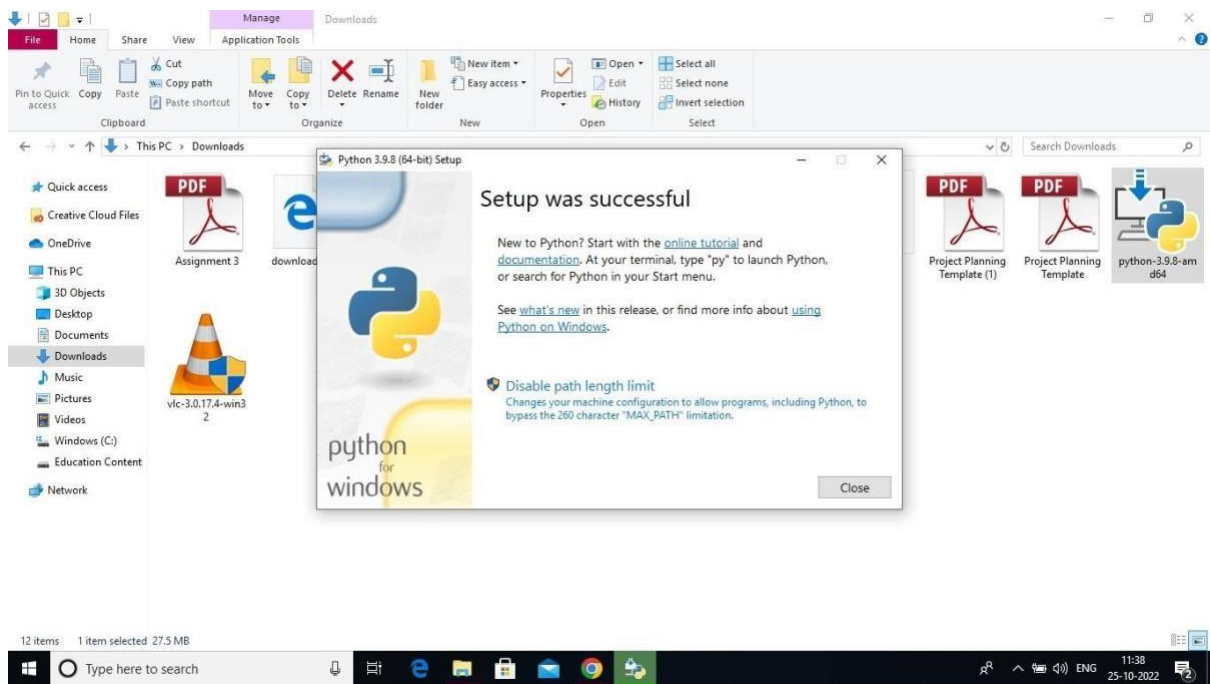 Manage
Downloads
File
Home
Share
View
Application Tools
Pin to Quick
access
Copy
Paste
Cut
Copy path
Paste shortcut
Clipboard
Move
to
Copy
to
Delete
Rename
Organize
New
folder
New item
Easy access
New
Properties
Open
Edit
History
Open
Select all
Select none
Invert selection
Select
This PC > Downloads
Search Downloads
Quick access
Creative Cloud Files
OneDrive
This PC
3D Objects
Desktop
Documents
Downloads
Music
Pictures
Videos
Windows (C:)
Education Content
Network
PDF
Assignment 3
download
vlc-3.0.17.4-win3
2
Python 3.9.8 (64-bit) Setup
Setup was successful
New to Python? Start with the online tutorial and
documentation. At your terminal, type "py" to launch Python,
or search for Python in your Start menu.
See what's new in this release, or find more info about using
Python on Windows.
Disable path length limit
Changes your machine configuration to allow programs, including Python, to
bypass the 260 character "MAX_PATH" limitation.
python
for
windows
Close
PDF
Project Planning
Template (1)
PDF
Project Planning
Template
python-3.9.8-am
d64
12 items
1 item selected 27.5 MB
Type here to search
ENG
11:38
25-10-2022
2